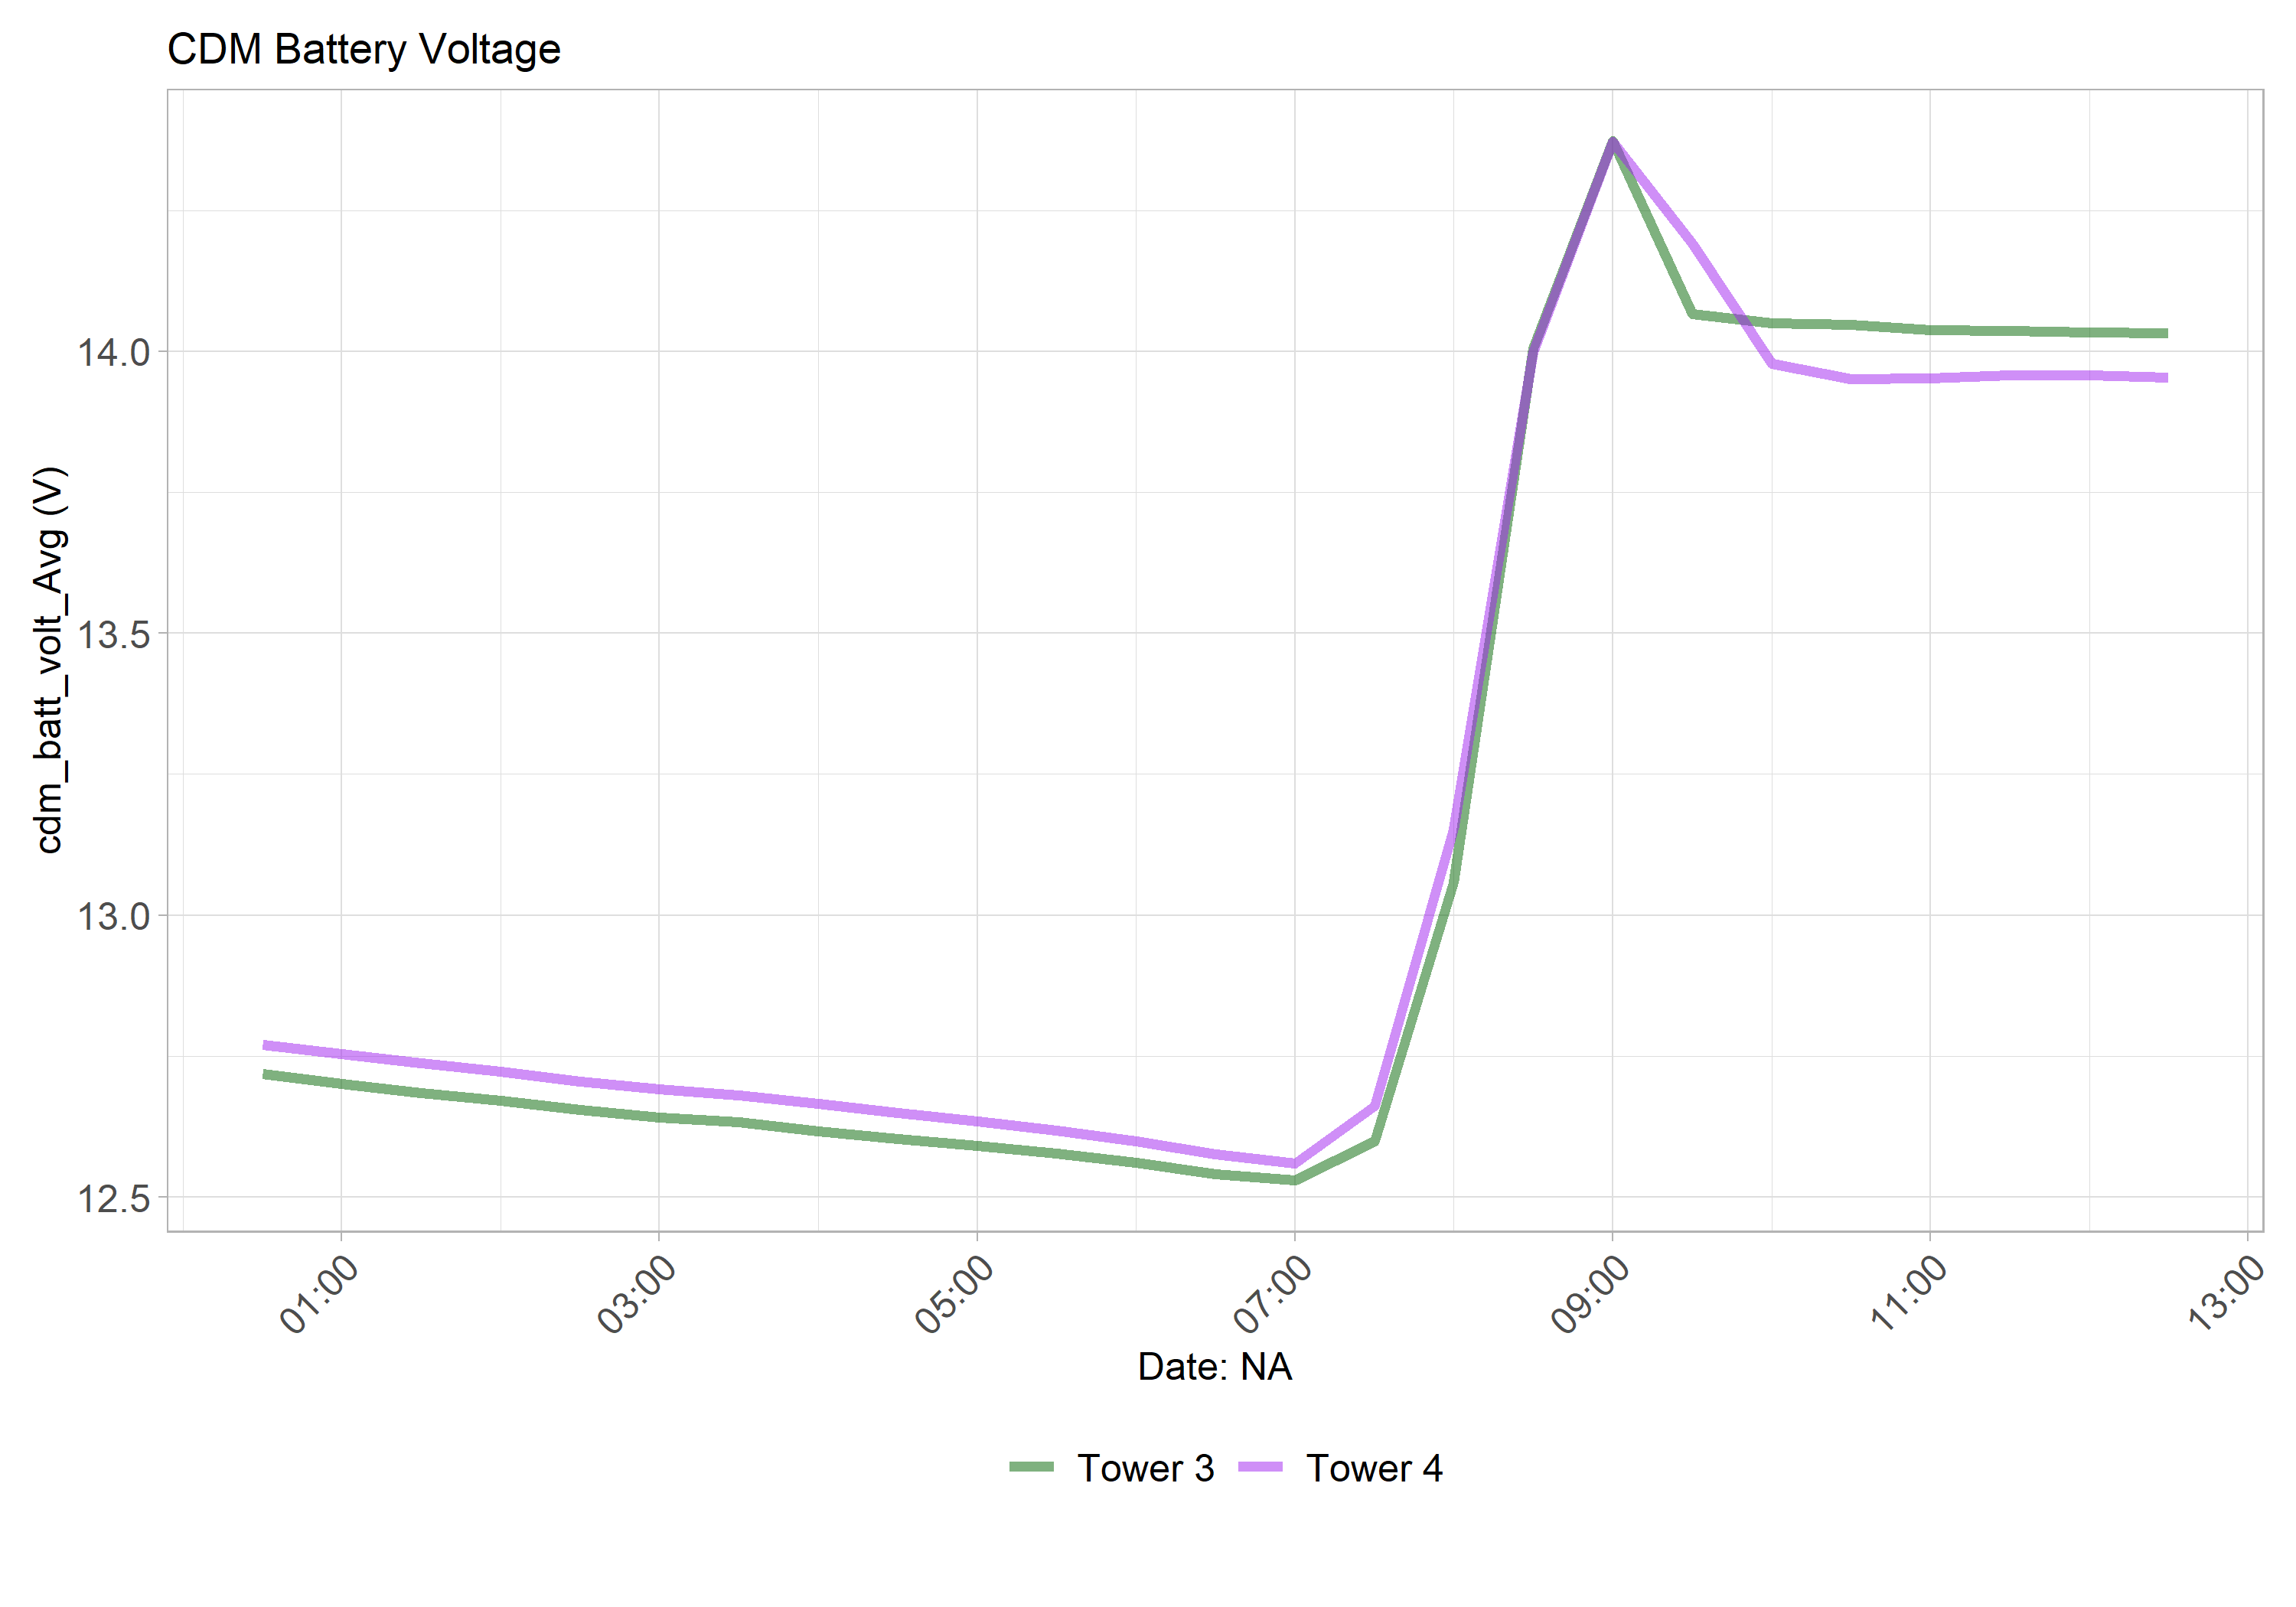 CDM Battery Voltage
cdm_batt_volt_Avg (V)
14.0
13.5
13.0
12.5
01:00 03:00 05:00 07:00 09:00 11:00 13:00
Date: NA
Tower 3 Tower 4